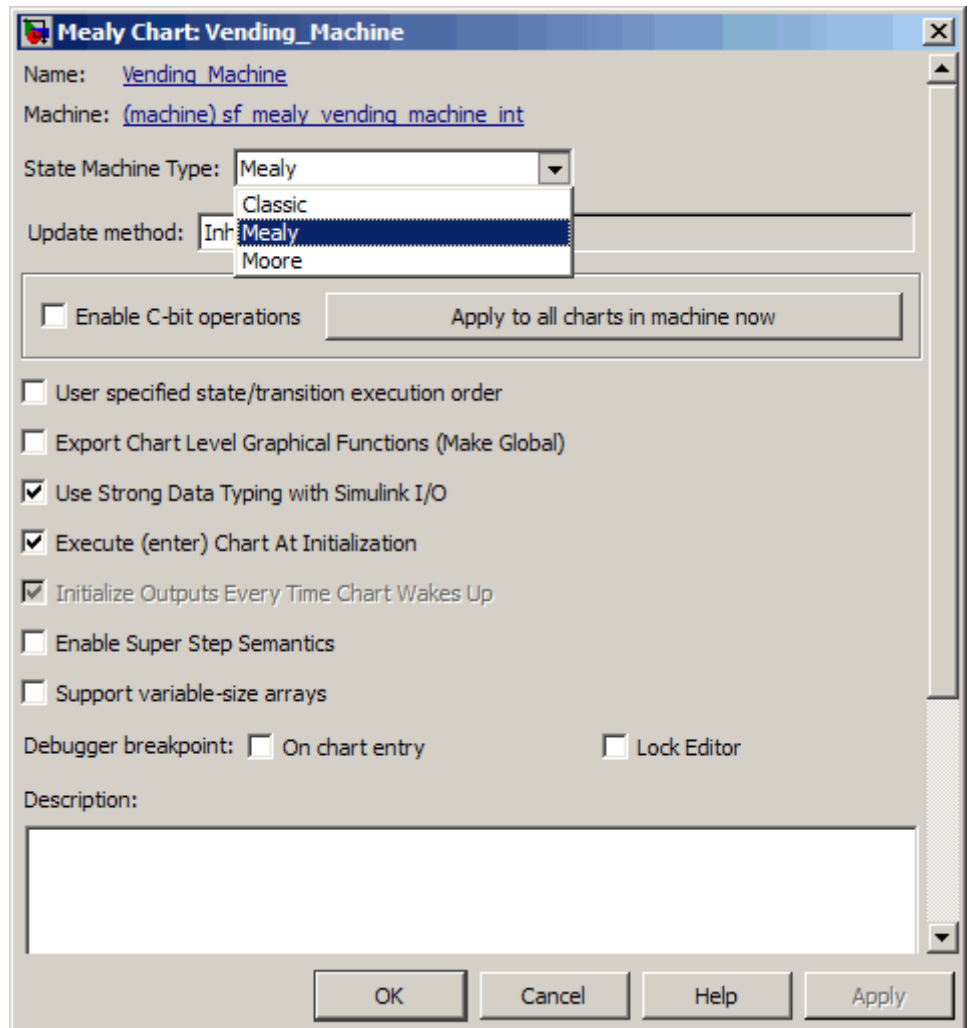 Mealy Chart: Vending_Machine
Name: Vending_Machine
Machine: (machine) sf_mealy_vending_machine_int
State Machine Type: Mealy
Classic
Update method: Inh Mealy
Moore
Enable C-bit operations Apply to all charts in machine now
User specified state/transition execution order
Export Chart Level Graphical Functions (Make Global)
Use Strong Data Typing with Simulink I/O
Execute (enter) Chart At Initialization
Initialize Outputs Every Time Chart Wakes Up
Enable Super Step Semantics
Support variable-size arrays
Debugger breakpoint: On chart entry Lock Editor
Description:
OK Cancel Help Apply